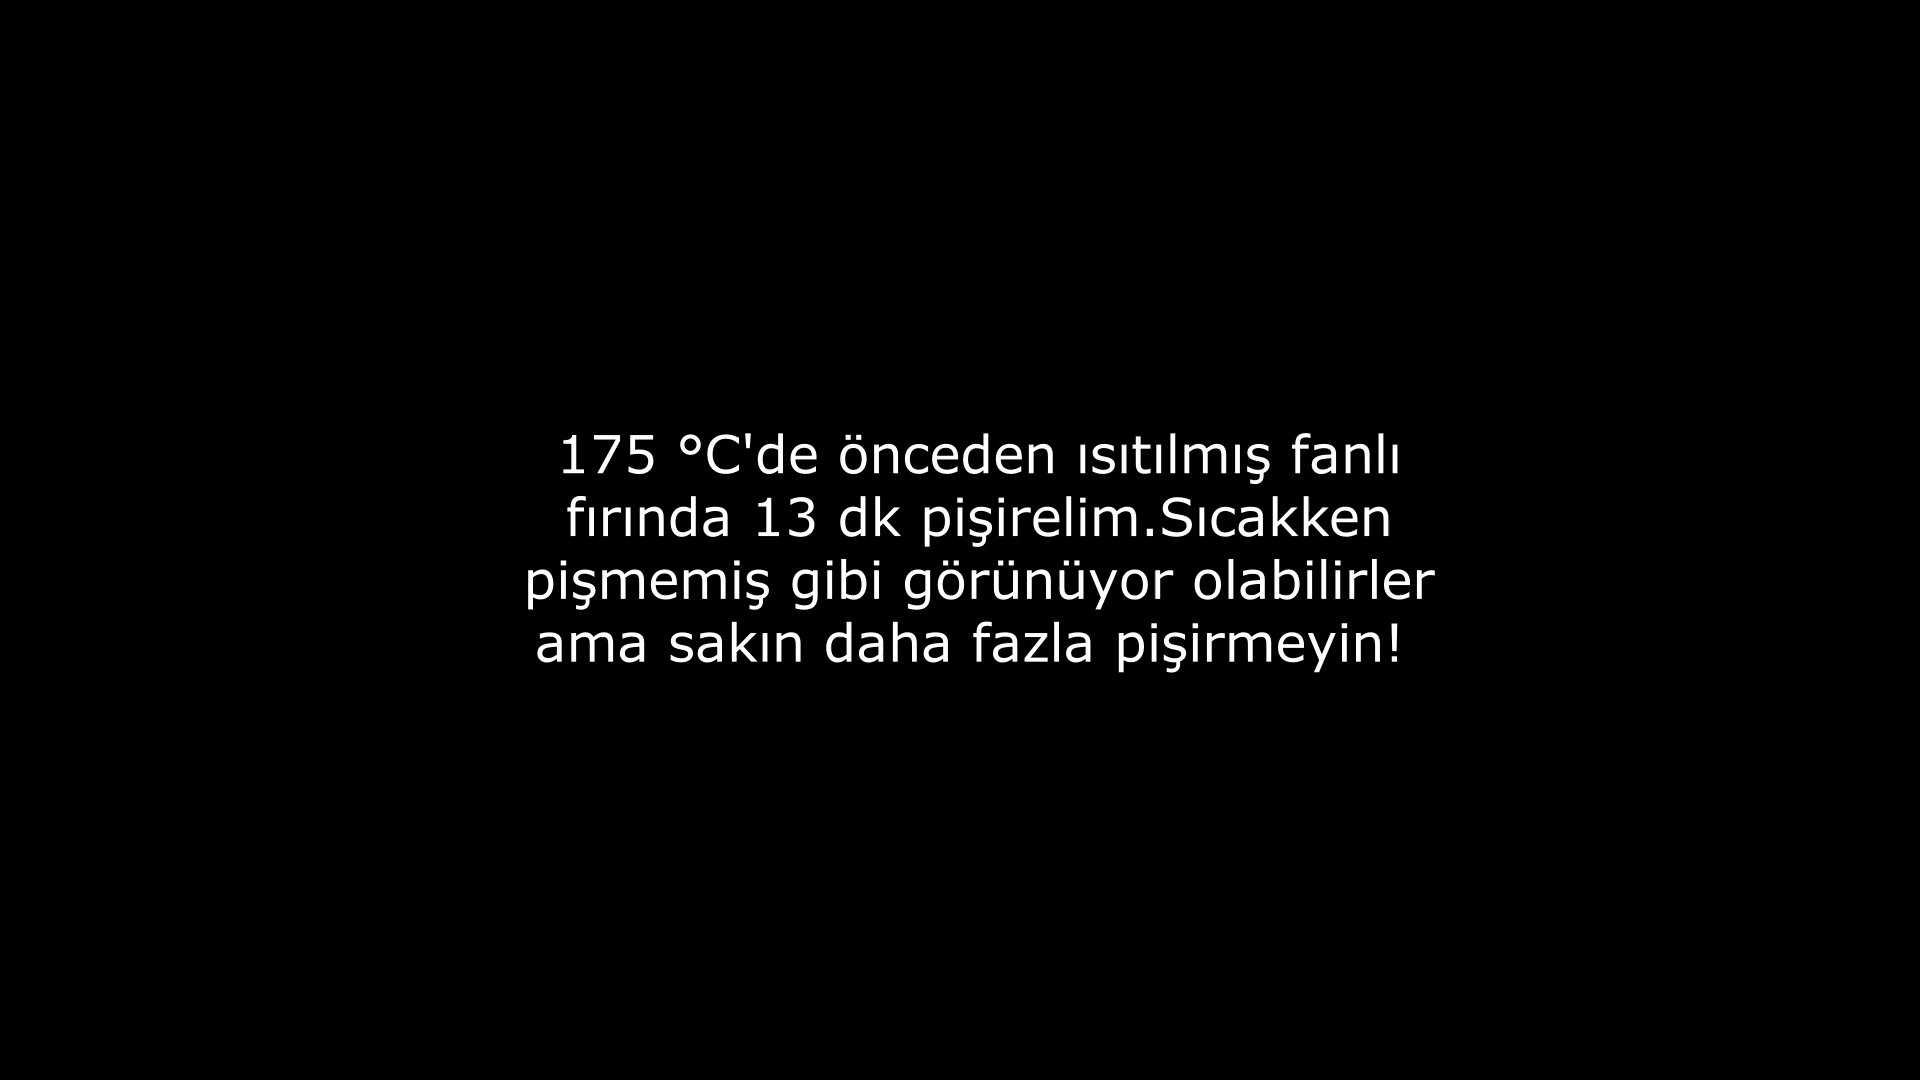 175 °C'de önceden ısıtılmış fanlı
fırında 13 dk pişirelim.Sıcakken
pişmemiş gibi görünüyor olabilirler
ama sakın daha fazla pişirmeyin!